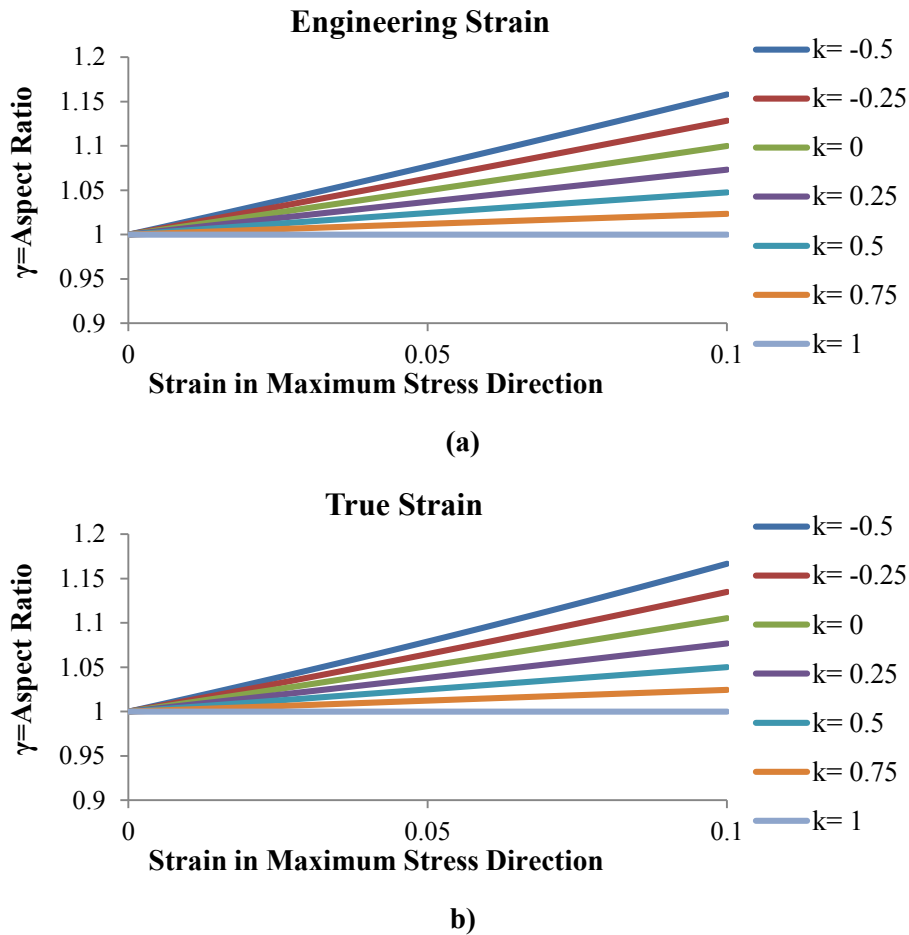 Engineering Strain
1.2
1.15
1.1
1.05
1
0.95
0.9
γ=Aspect Ratio
0
0.05
0.1
Strain in Maximum Stress Direction
k= -0.5
k= -0.25
k= 0
k= 0.25
k= 0.5
k= 0.75
k= 1
(a)
True Strain
1.2
1.15
1.1
1.05
1
0.95
0.9
γ=Aspect Ratio
0
0.05
0.1
Strain in Maximum Stress Direction
k= -0.5
k= -0.25
k= 0
k= 0.25
k= 0.5
k= 0.75
k= 1
b)